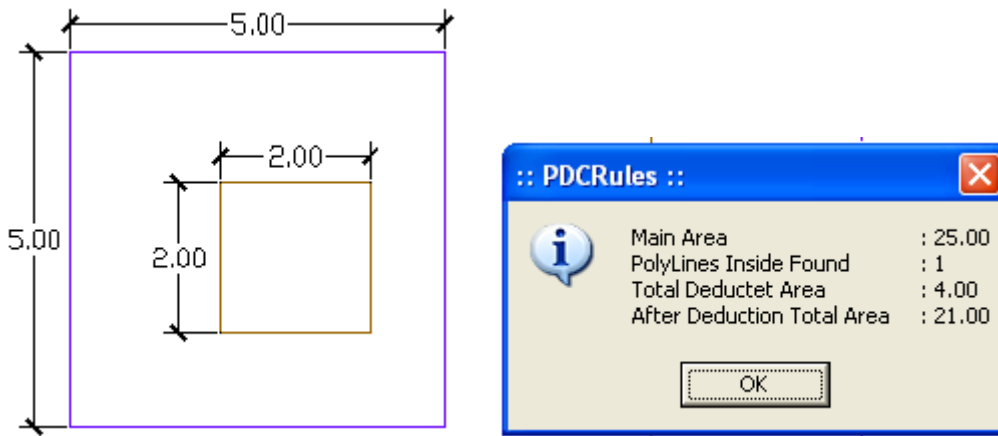 5.00
2.00
5.00
2.00
:: PDCRules ::
Main Area : 25.00
PolyLines Inside Found : 1
Total Deductet Area : 4.00
After Deduction Total Area : 21.00
OK